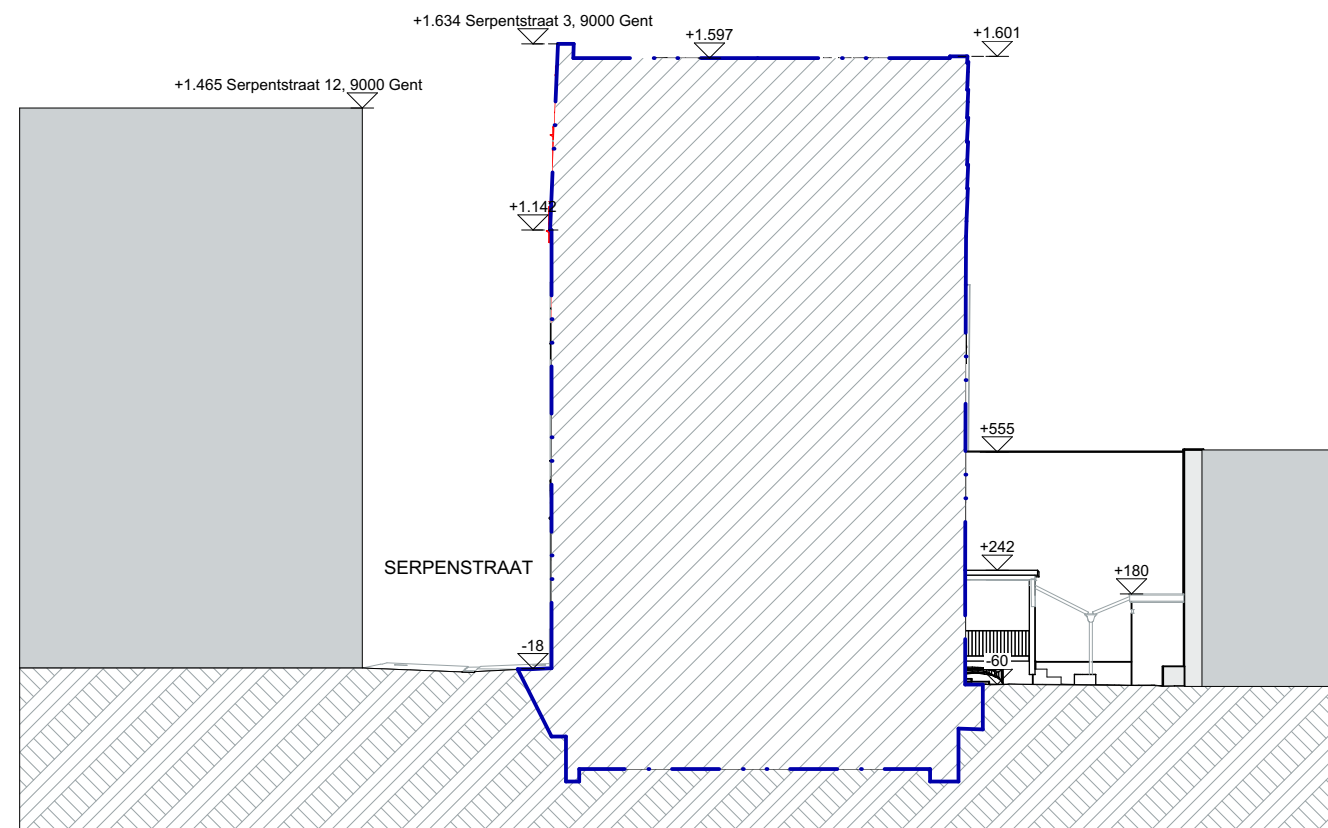 +1.634 Serpentstraat 3, 9000 Gent
+1.597
+1.601
+1.465 Serpentstraat 12, 9000 Gent
+1.142
+555
+242
SERPENSTRAAT
+180
-18
-60